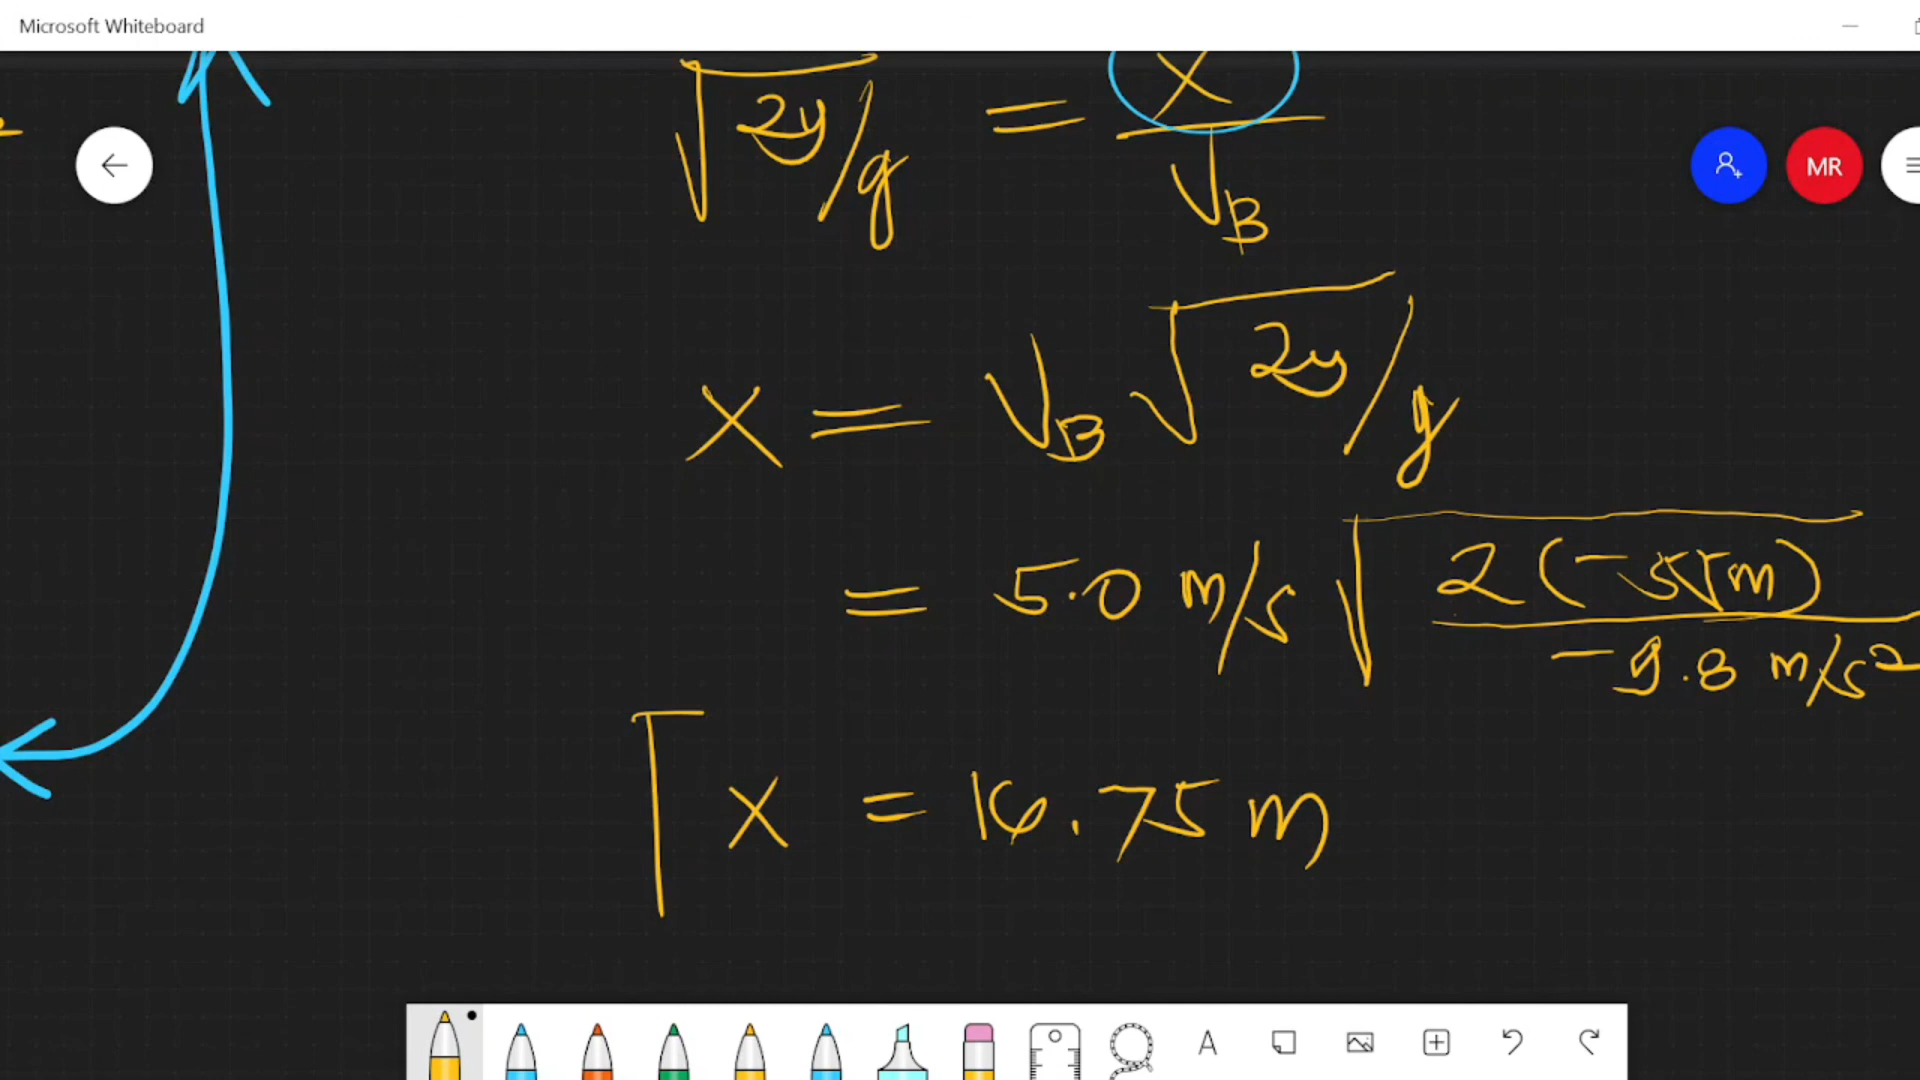 Microsoft Whiteboard
√2y/g = x/V_B
MR
x = V_B √2y/g
= 5.0 m/s √2(-55m)/-9.8 m/s²
x = 16.75 m
A